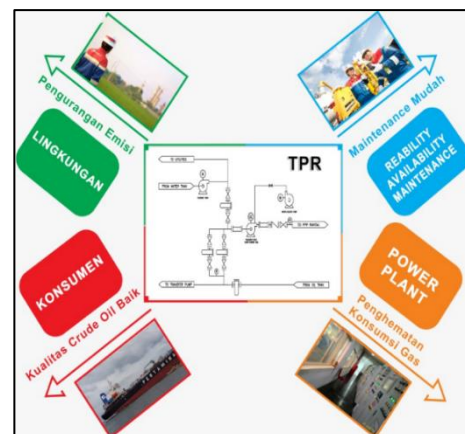 Pengurangan Emisi
LINGKUNGAN
Maintenance Mudah
REABILITY
AVAILABILITY
MAINTENANCE
TPR
KONSUMEN
Kualitas Crude Oil Baik
POWER
PLANT
Penghematan
Konsumsi Gas